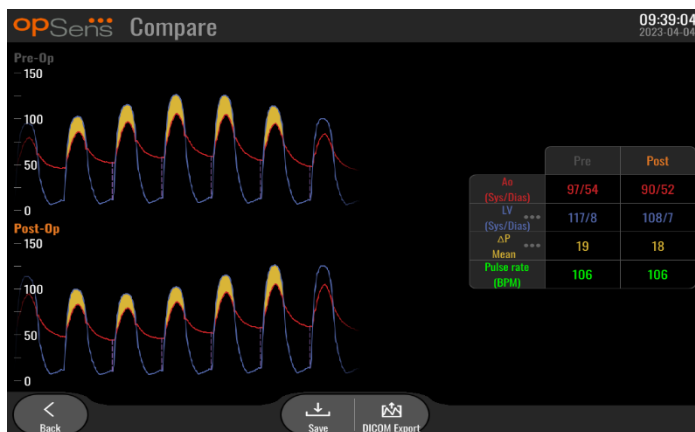 opSens Compare
09:39:04
2023-04-04
Pre-Op
150
100
50
0
Post-Op
150
100
50
0
Pre Post
Ao
(Sys/Dias) 97/54 90/52
LV
(Sys/Dias) 117/8 108/7
ΔP
Mean 19 18
Pulse rate
(BPM) 106 106
Back
Save
DICOM Export